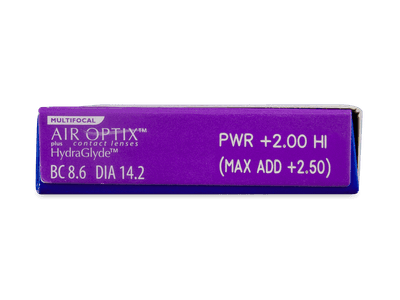 MULTIFOCAL
AIR OPTIX™
plus contact lenses
HydraGlyde™
BC 8.6 DIA 14.2
PWR +2.00 HI
(MAX ADD +2.50)